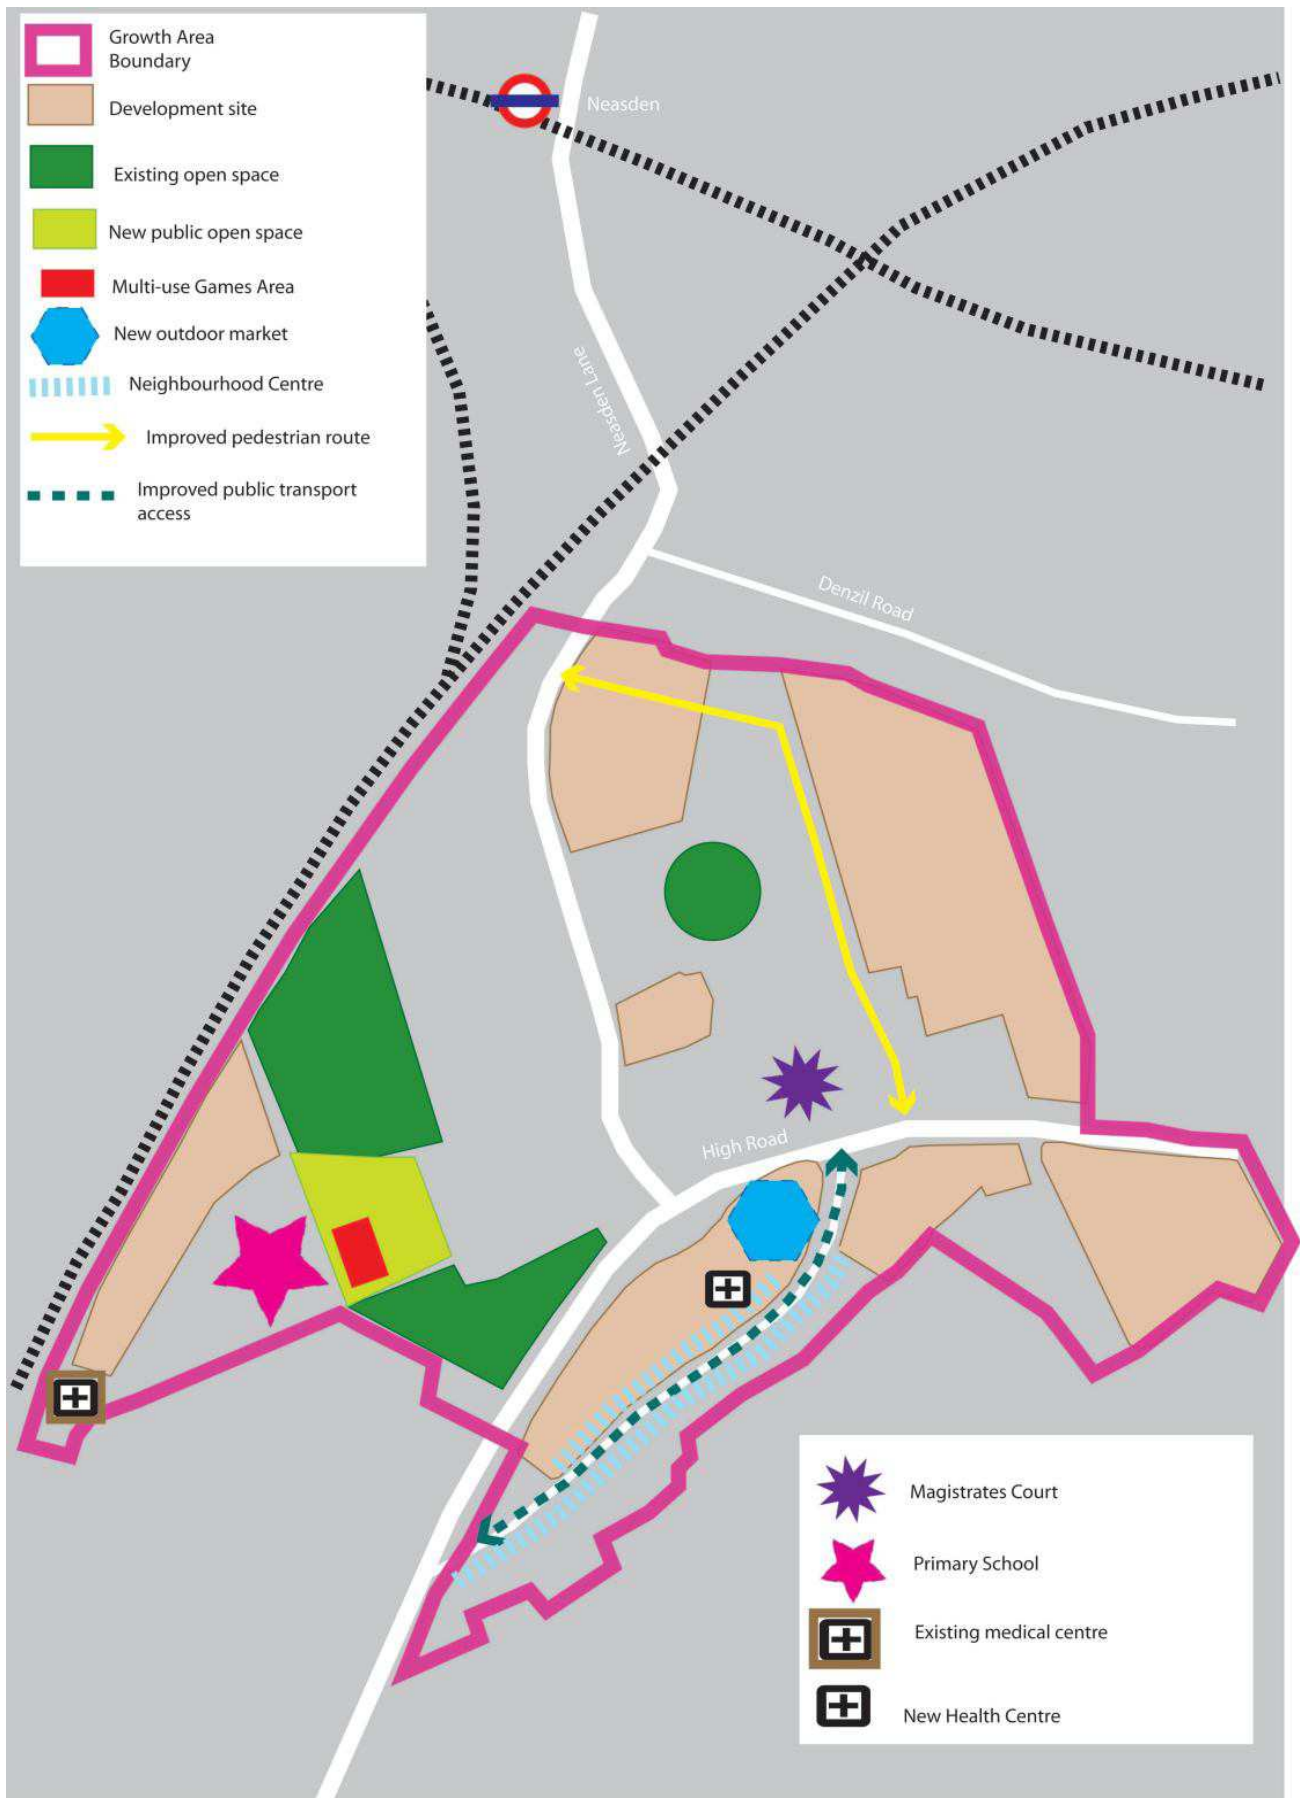 Growth Area
Boundary
Development site
Existing open space
New public open space
Multi-use Games Area
New outdoor market
Neighbourhood Centre
Improved pedestrian route
Improved public transport
access
Neasden
Neasden Lane
Denzil Road
High Road
Magistrates Court
Primary School
Existing medical centre
New Health Centre